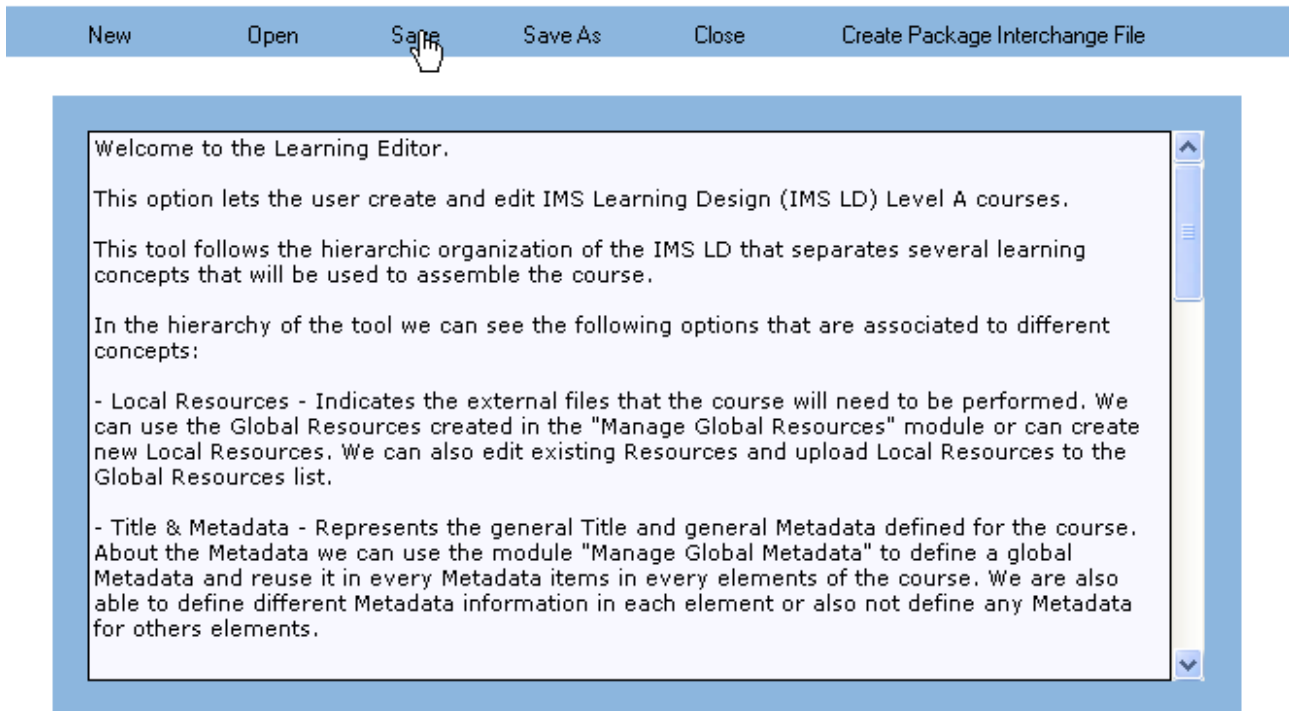 New Open Save Save As Close Create Package Interchange File
Welcome to the Learning Editor.
This option lets the user create and edit IMS Learning Design (IMS LD) Level A courses.
This tool follows the hierarchic organization of the IMS LD that separates several learning
concepts that will be used to assemble the course.
In the hierarchy of the tool we can see the following options that are associated to different
concepts:
- Local Resources - Indicates the external files that the course will need to be performed. We
can use the Global Resources created in the "Manage Global Resources" module or can create
new Local Resources. We can also edit existing Resources and upload Local Resources to the
Global Resources list.
- Title & Metadata - Represents the general Title and general Metadata defined for the course.
About the Metadata we can use the module "Manage Global Metadata" to define a global
Metadata and reuse it in every Metadata items in every elements of the course. We are also
able to define different Metadata information in each element or also not define any Metadata
for others elements.